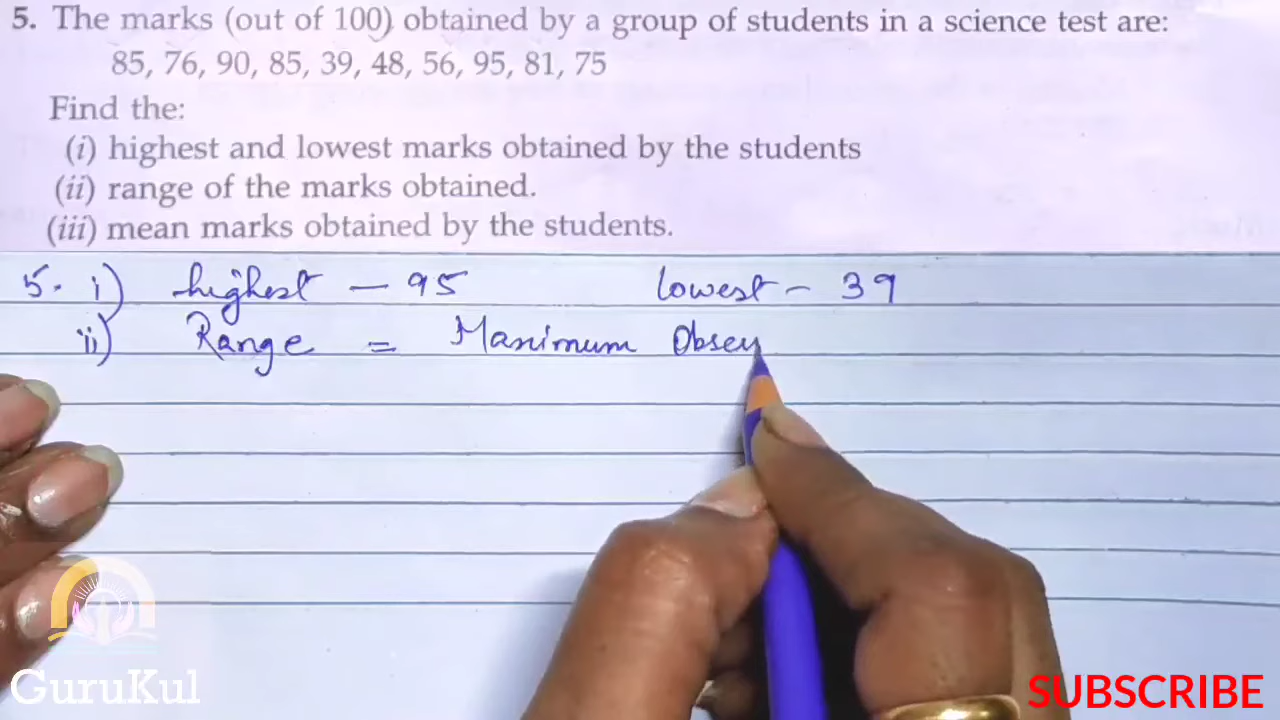 5. The marks (out of 100) obtained by a group of students in a science test are:
85, 76, 90, 85, 39, 48, 56, 95, 81, 75
Find the:
(i) highest and lowest marks obtained by the students
(ii) range of the marks obtained.
(iii) mean marks obtained by the students.
5. i) highest — 95 lowest — 39
ii) Range = Maximum Obser
GuruKul
SUBSCRIBE